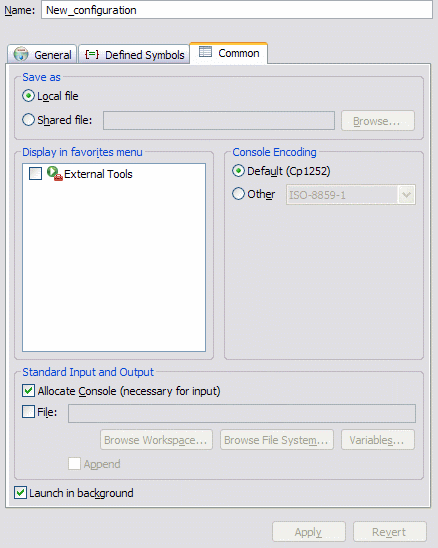 Name: New_configuration
General {=} Defined Symbols Common
Save as
Local file
Shared file: Browse...
Display in favorites menu
External Tools
Console Encoding
Default (Cp1252)
Other ISO-8859-1
Standard Input and Output
Allocate Console (necessary for input)
File:
Browse Workspace... Browse File System... Variables...
Append
Launch in background
Apply Revert